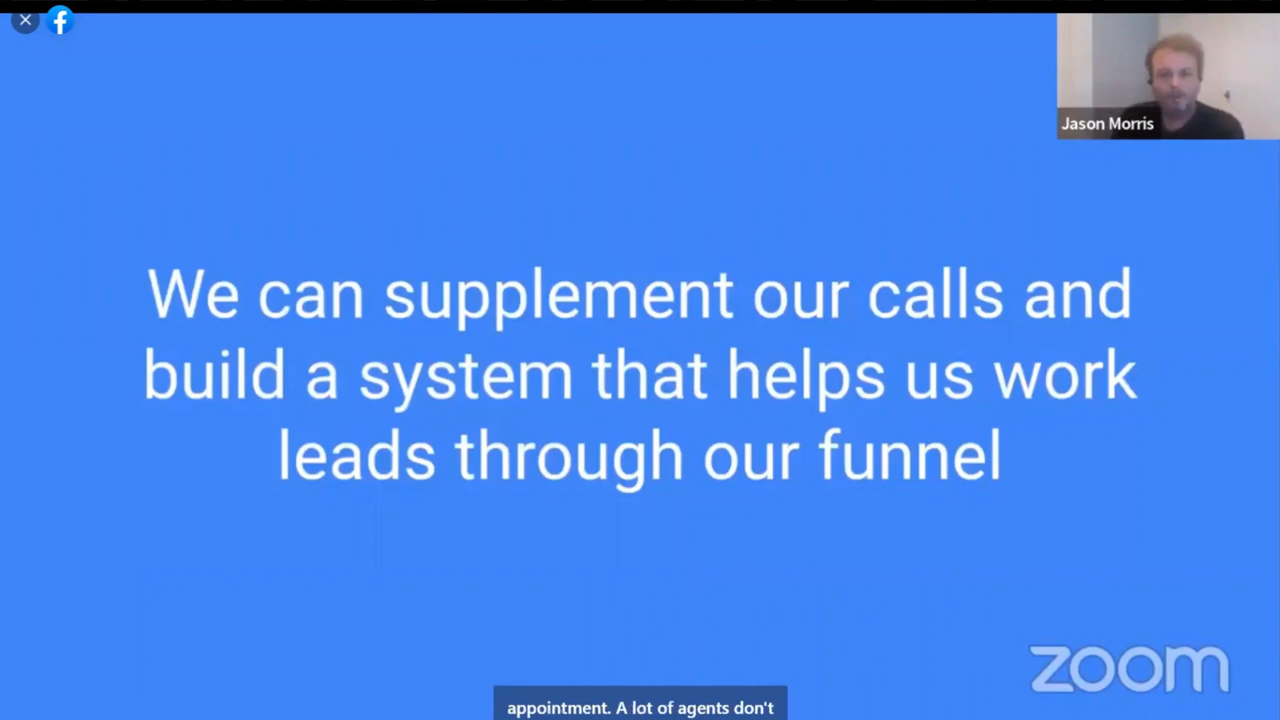 Jason Morris
We can supplement our calls and
build a system that helps us work
leads through our funnel
zoom
appointment. A lot of agents don't